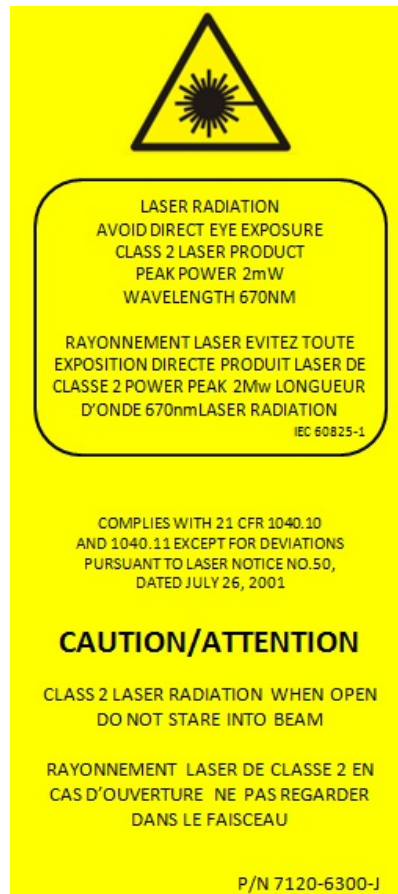 LASER RADIATION
AVOID DIRECT EYE EXPOSURE
CLASS 2 LASER PRODUCT
PEAK POWER 2mW
WAVELENGTH 670NM
RAYONNEMENT LASER EVITEZ TOUTE
EXPOSITION DIRECTE PRODUIT LASER DE
CLASSE 2 POWER PEAK 2Mw LONGUEUR
D'ONDE 670nmLASER RADIATION
IEC 60825-1
COMPLIES WITH 21 CFR 1040.10
AND 1040.11 EXCEPT FOR DEVIATIONS
PURSUANT TO LASER NOTICE NO.50,
DATED JULY 26, 2001
CAUTION/ATTENTION
CLASS 2 LASER RADIATION WHEN OPEN
DO NOT STARE INTO BEAM
RAYONNEMENT LASER DE CLASSE 2 EN
CAS D'OUVERTURE NE PAS REGARDER
DANS LE FAISCEAU
P/N 7120-6300-J